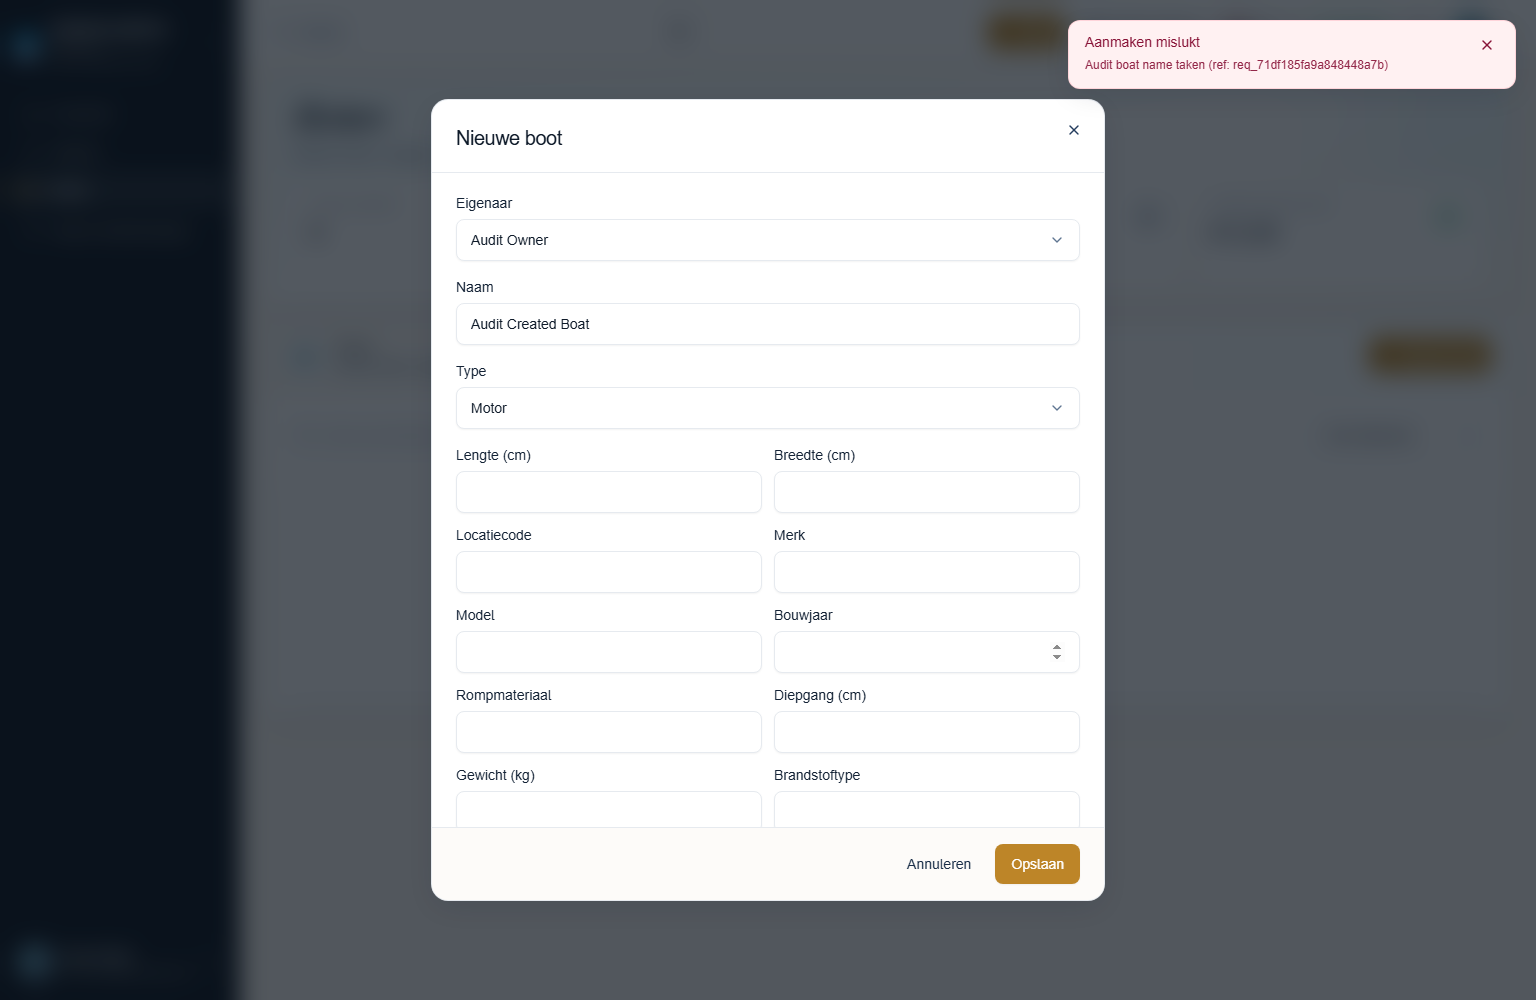 Aanmaken mislukt
Audit boat name taken (ref: req_71df185fa9a848448a7b)
Nieuwe boot
Eigenaar
Audit Owner
Naam
Audit Created Boat
Type
Motor
Lengte (cm)
Breedte (cm)
Locatiecode
Merk
Model
Bouwjaar
Rompmateriaal
Diepgang (cm)
Gewicht (kg)
Brandstoftype
Annuleren
Opslaan